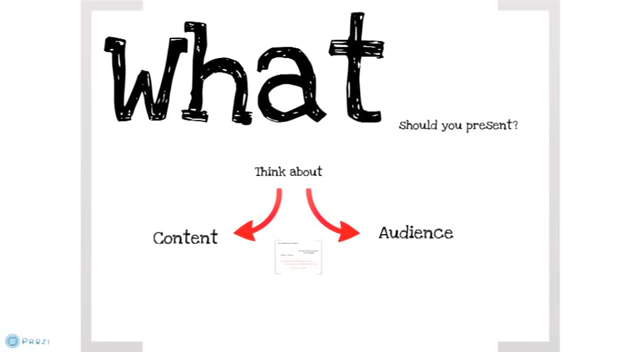 What
should you present?
Think about
Content
Audience
Prezi